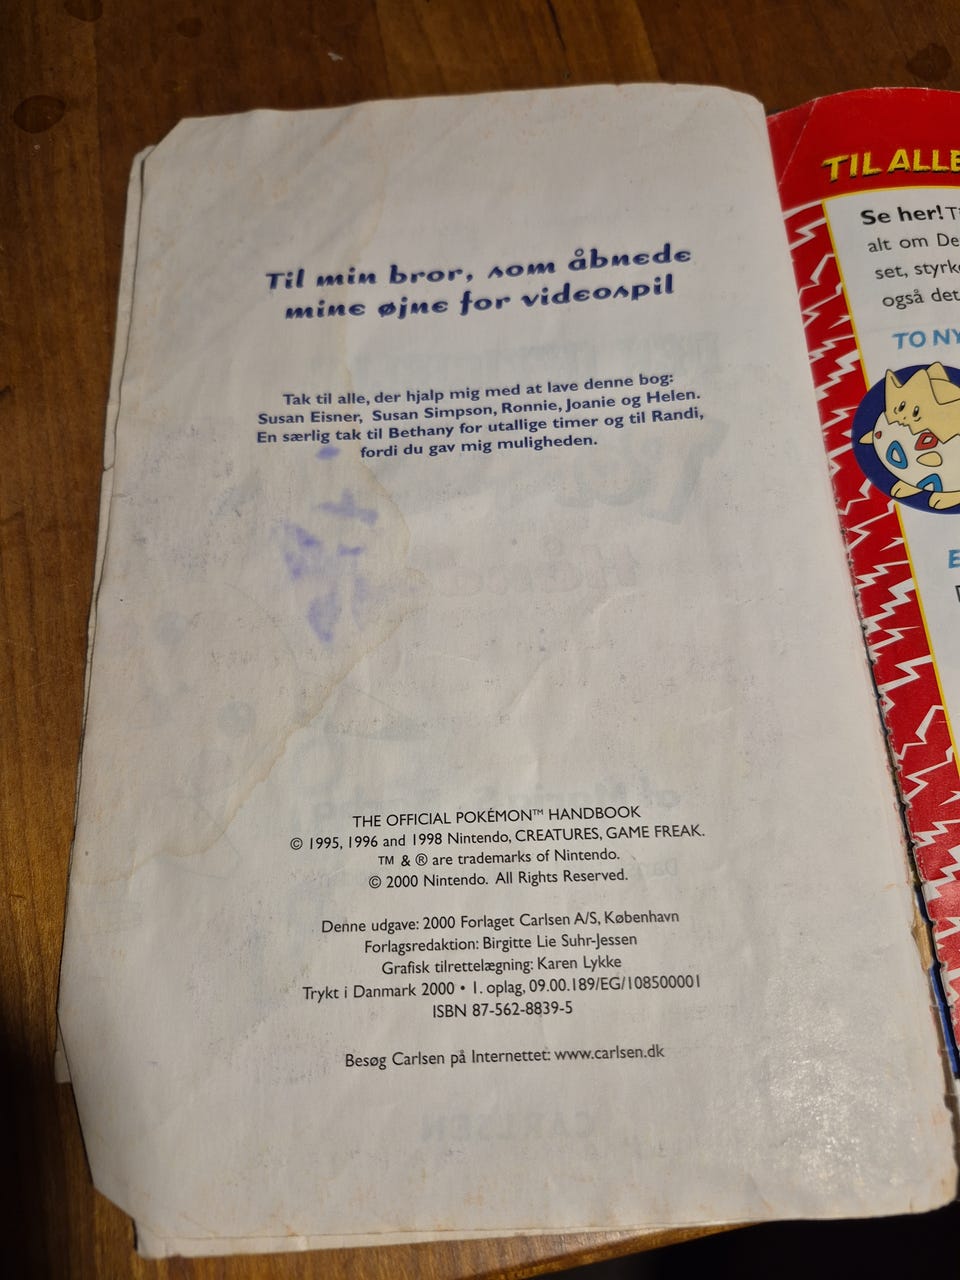 Til min bror, som åbnede
mine øjne for videospil
Tak til alle, der hjalp mig med at lave denne bog:
Susan Eisner, Susan Simpson, Ronnie, Joanie og Helen.
En særlig tak til Bethany for utallige timer og til Randi,
fordi du gav mig muligheden.
THE OFFICIAL POKÉMON™ HANDBOOK
© 1995, 1996 and 1998 Nintendo, CREATURES, GAME FREAK.
TM & ® are trademarks of Nintendo.
© 2000 Nintendo. All Rights Reserved.
Denne udgave: 2000 Forlaget Carlsen A/S, København
Forlagsredaktion: Birgitte Lie Suhr-Jessen
Grafisk tilrettelægning: Karen Lykke
Trykt i Danmark 2000 • 1. oplag, 09.00.189/EG/108500001
ISBN 87-562-8839-5
Besøg Carlsen på Internettet: www.carlsen.dk
TIL ALLE
Se her!
alt om De
set, styrk
også det
TO NY